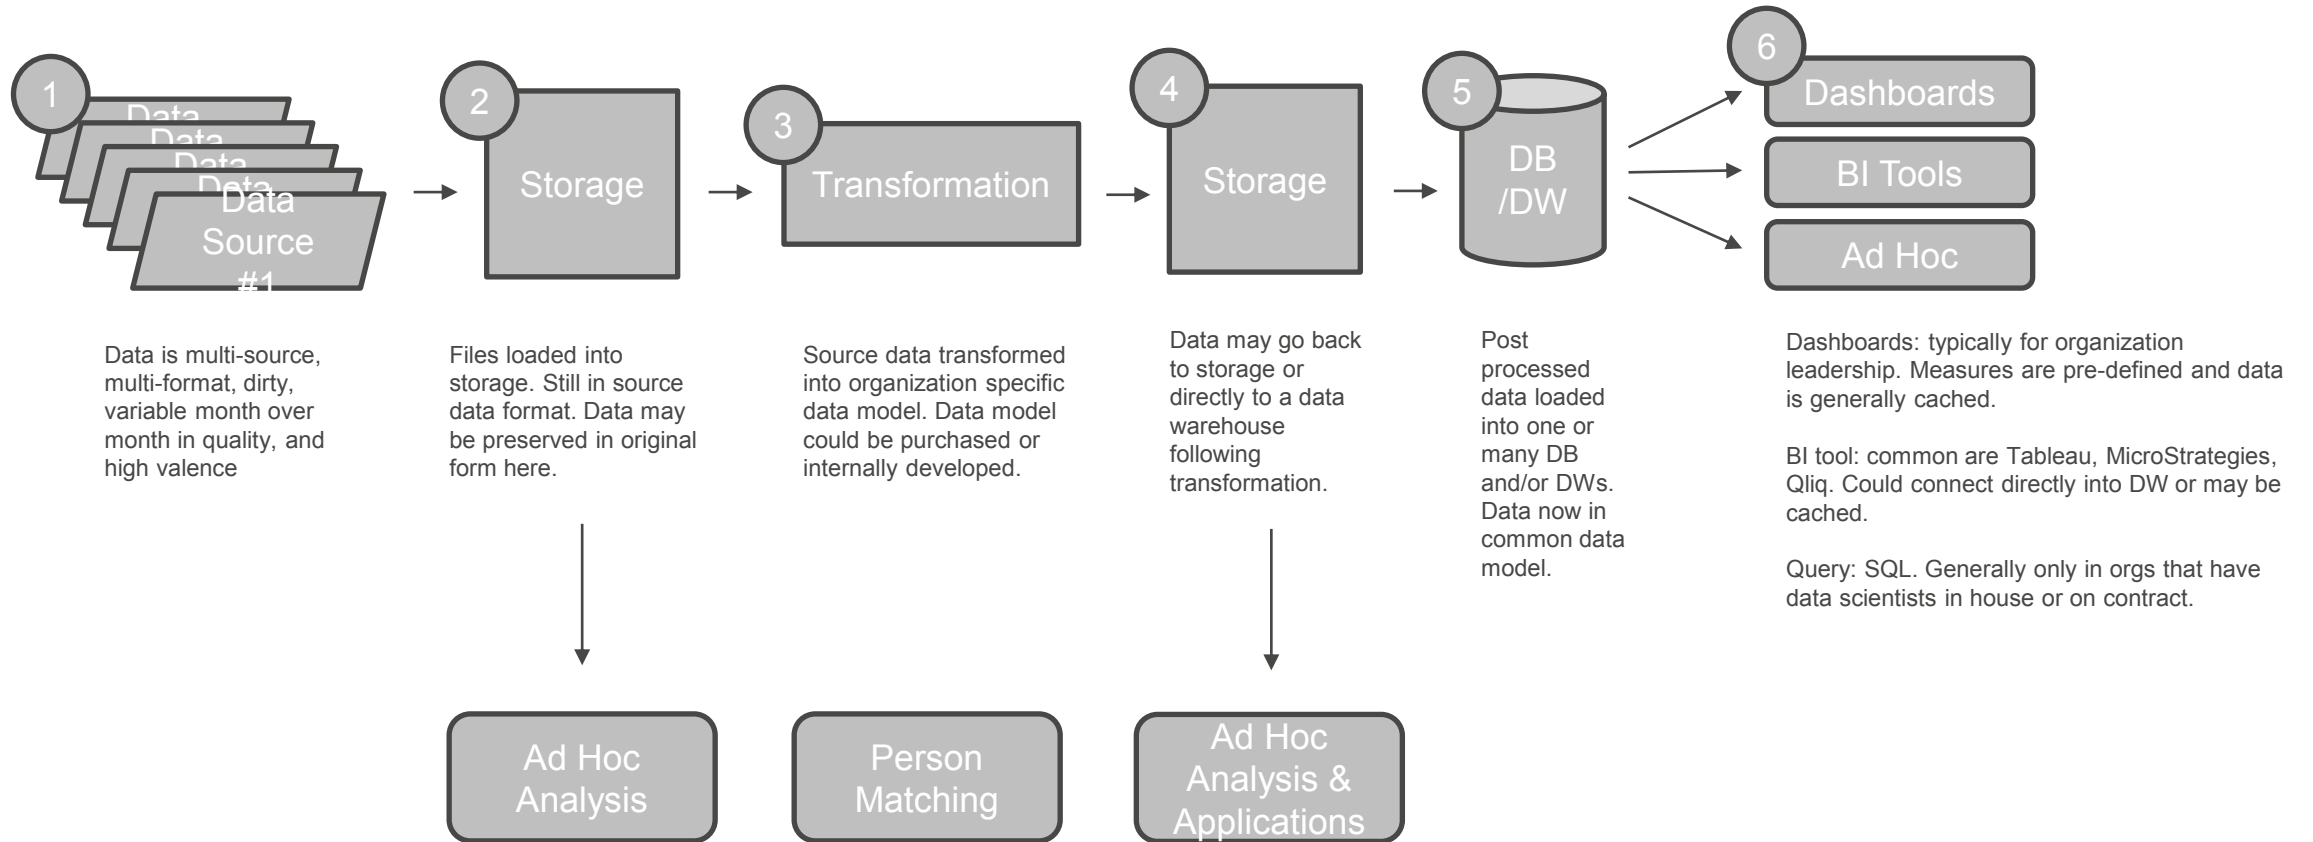 1
Data
Data
Data
Data
Data
Source
#1
2
Storage
3
Transformation
4
Storage
5
DB
/DW
6
Dashboards
BI Tools
Ad Hoc
Data is multi-source,
multi-format, dirty,
variable month over
month in quality, and
high valence
Files loaded into
storage. Still in source
data format. Data may
be preserved in original
form here.
Source data transformed
into organization specific
data model. Data model
could be purchased or
internally developed.
Data may go back
to storage or
directly to a data
warehouse
following
transformation.
Post
processed
data loaded
into one or
many DB
and/or DWs.
Data now in
common data
model.
Dashboards: typically for organization
leadership. Measures are pre-defined and data
is generally cached.
BI tool: common are Tableau, MicroStrategies,
Qliq. Could connect directly into DW or may be
cached.
Query: SQL. Generally only in orgs that have
data scientists in house or on contract.
Ad Hoc
Analysis
Person
Matching
Ad Hoc
Analysis &
Applications